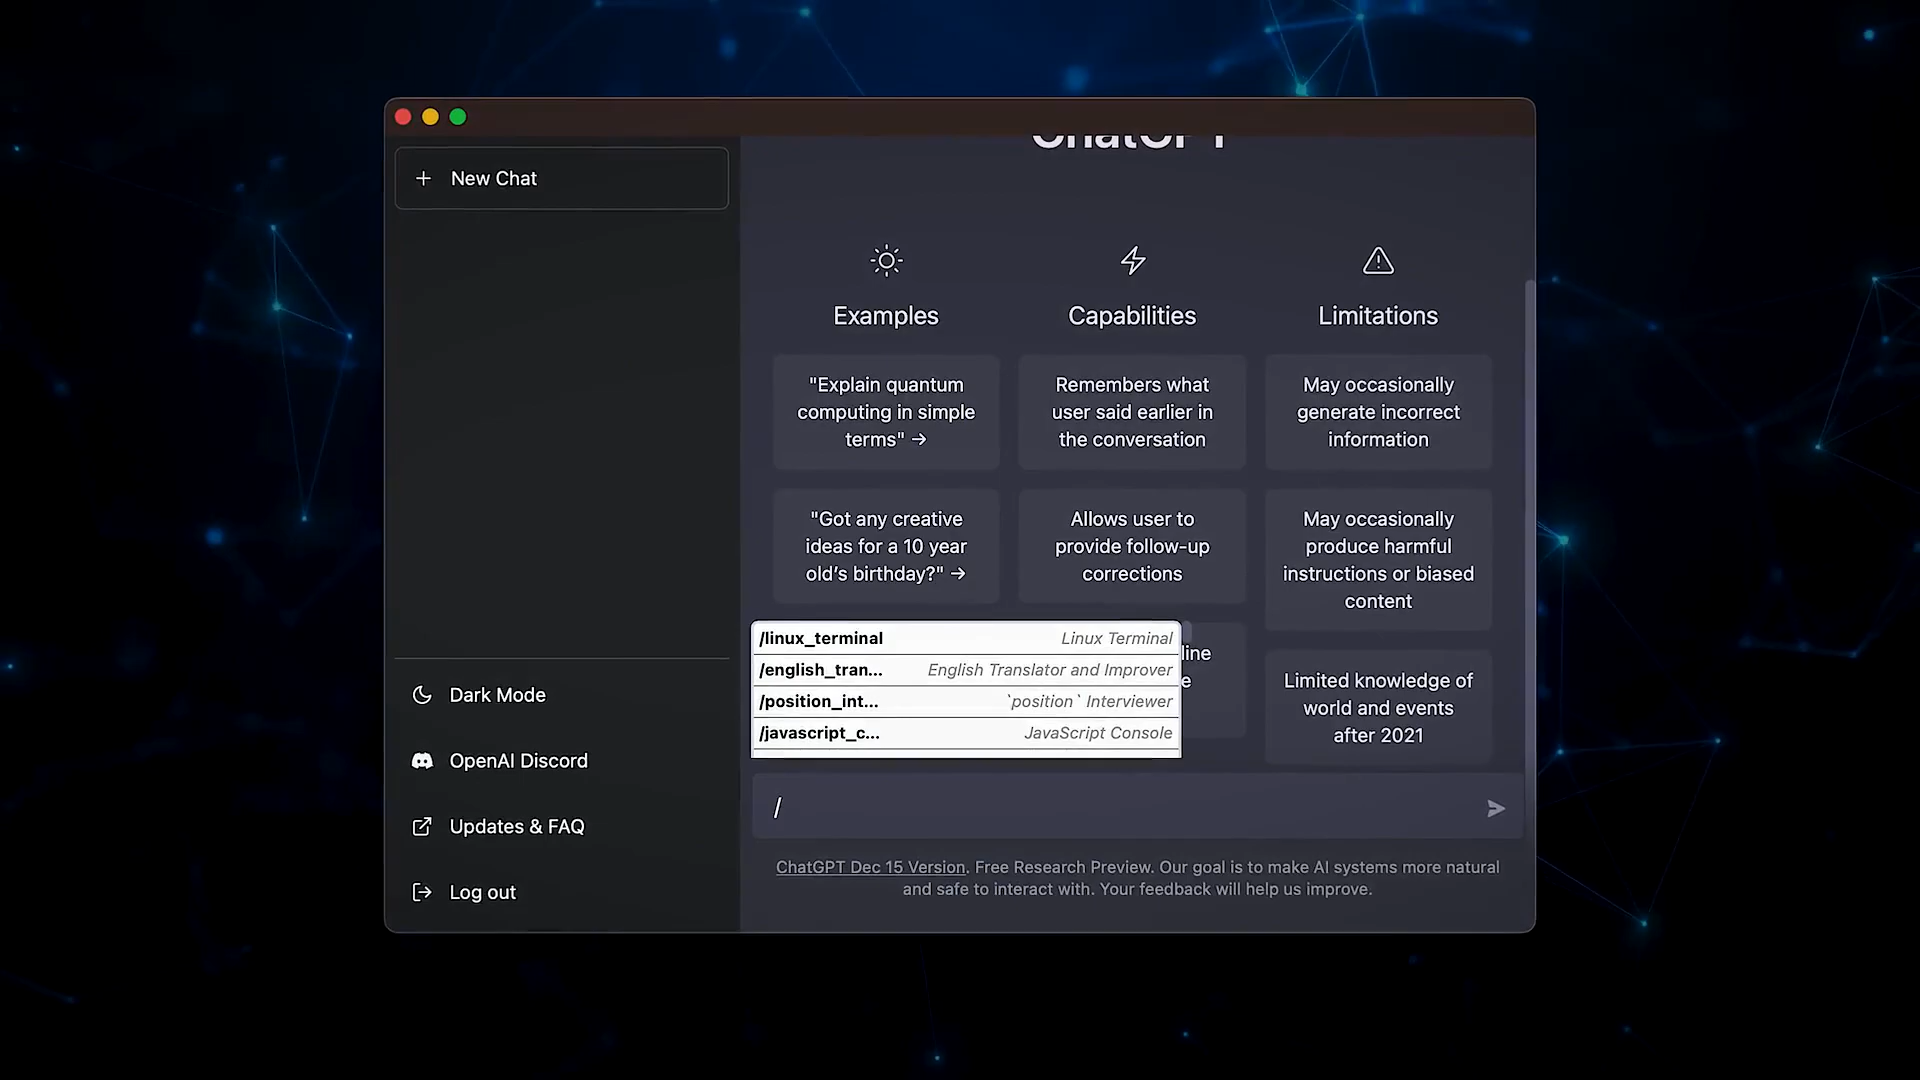 ChatGPT
New Chat
Examples
Capabilities
Limitations
"Explain quantum
computing in simple
terms" →
Remembers what
user said earlier in
the conversation
May occasionally
generate incorrect
information
"Got any creative
ideas for a 10 year
old's birthday?" →
Allows user to
provide follow-up
corrections
May occasionally
produce harmful
instructions or biased
content
line
e
Limited knowledge of
world and events
after 2021
/linux_terminal Linux Terminal
/english_tran... English Translator and Improver
/position_int... `position` Interviewer
/javascript_c... JavaScript Console
/
ChatGPT Dec 15 Version. Free Research Preview. Our goal is to make AI systems more natural
and safe to interact with. Your feedback will help us improve.
Dark Mode
OpenAI Discord
Updates & FAQ
Log out